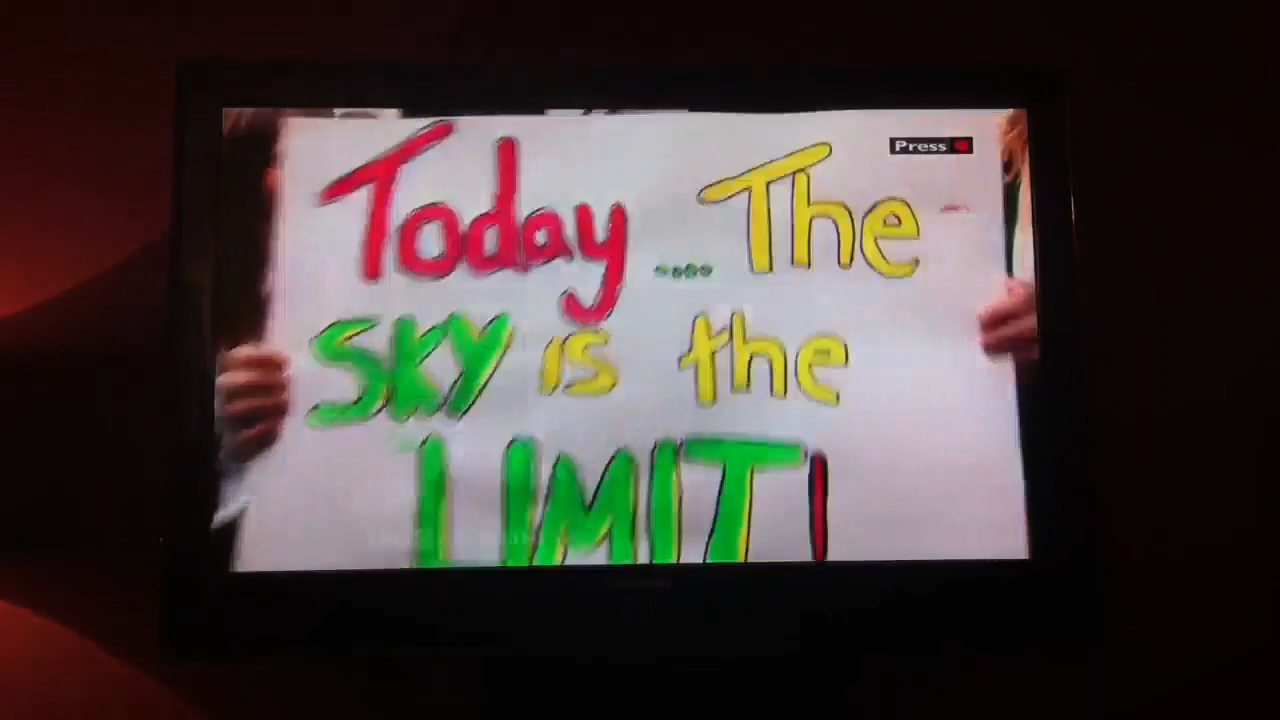 Press
Today .... The
SKY is the
LIMIT!